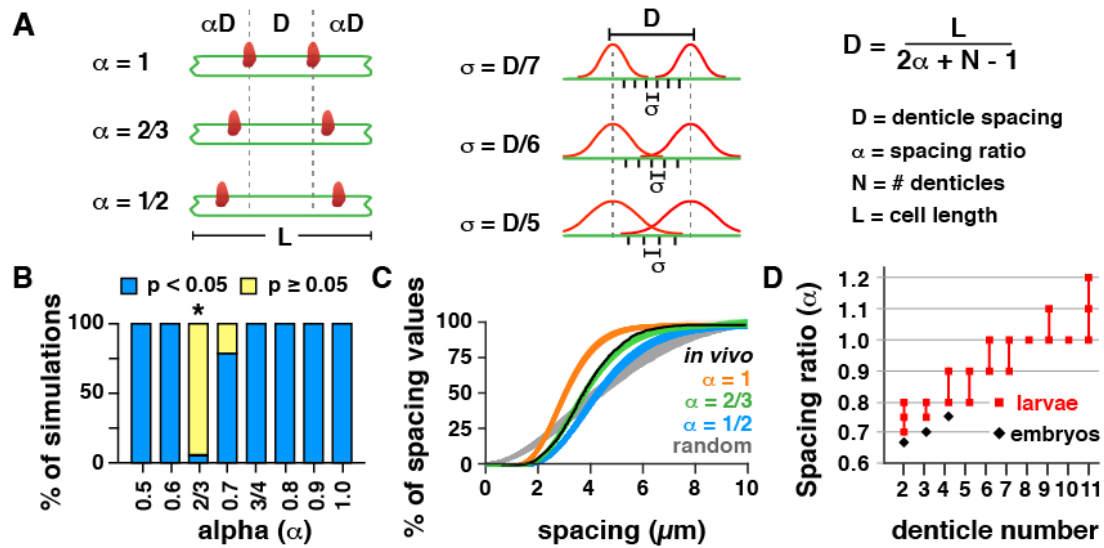 A
αD D αD
α = 1
α = 2/3
α = 1/2
L
D
σ = D/7
σ
σ = D/6
σ
σ = D/5
σ
D = L / 2α + N - 1
D = denticle spacing
α = spacing ratio
N = # denticles
L = cell length
B
p < 0.05 p ≥ 0.05
*
% of simulations
100
50
0
0.5 0.6 2/3 0.7 3/4 0.8 0.9 1.0
alpha (α)
C
% of spacing values
100
75
50
25
0
in vivo
α = 1
α = 2/3
α = 1/2
random
0 2 4 6 8 10
spacing (µm)
D
Spacing ratio (α)
1.2
1.1
1.0
0.9
0.8
0.7
0.6
larvae
embryos
2 3 4 5 6 7 8 9 10 11
denticle number